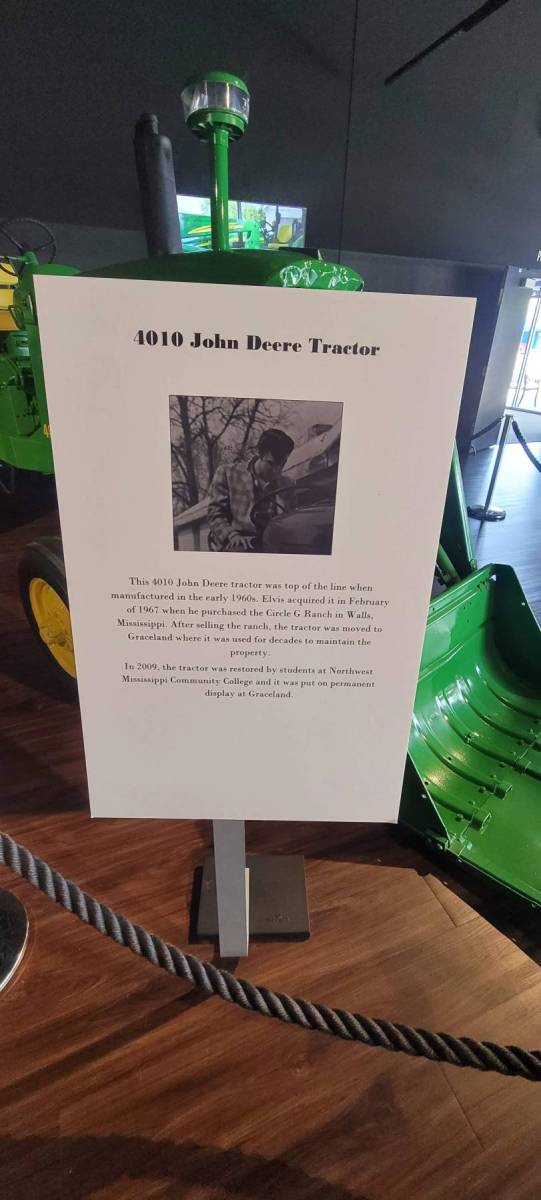 4010 John Deere Tractor
This 4010 John Deere tractor was top of the line when
manufactured in the early 1960s. Elvis acquired it in February
of 1967 when he purchased the Circle G Ranch in Walls,
Mississippi. After selling the ranch, the tractor was moved to
Graceland where it was used for decades to maintain the
property.
In 2009, the tractor was restored by students at Northwest
Mississippi Community College and it was put on permanent
display at Graceland.